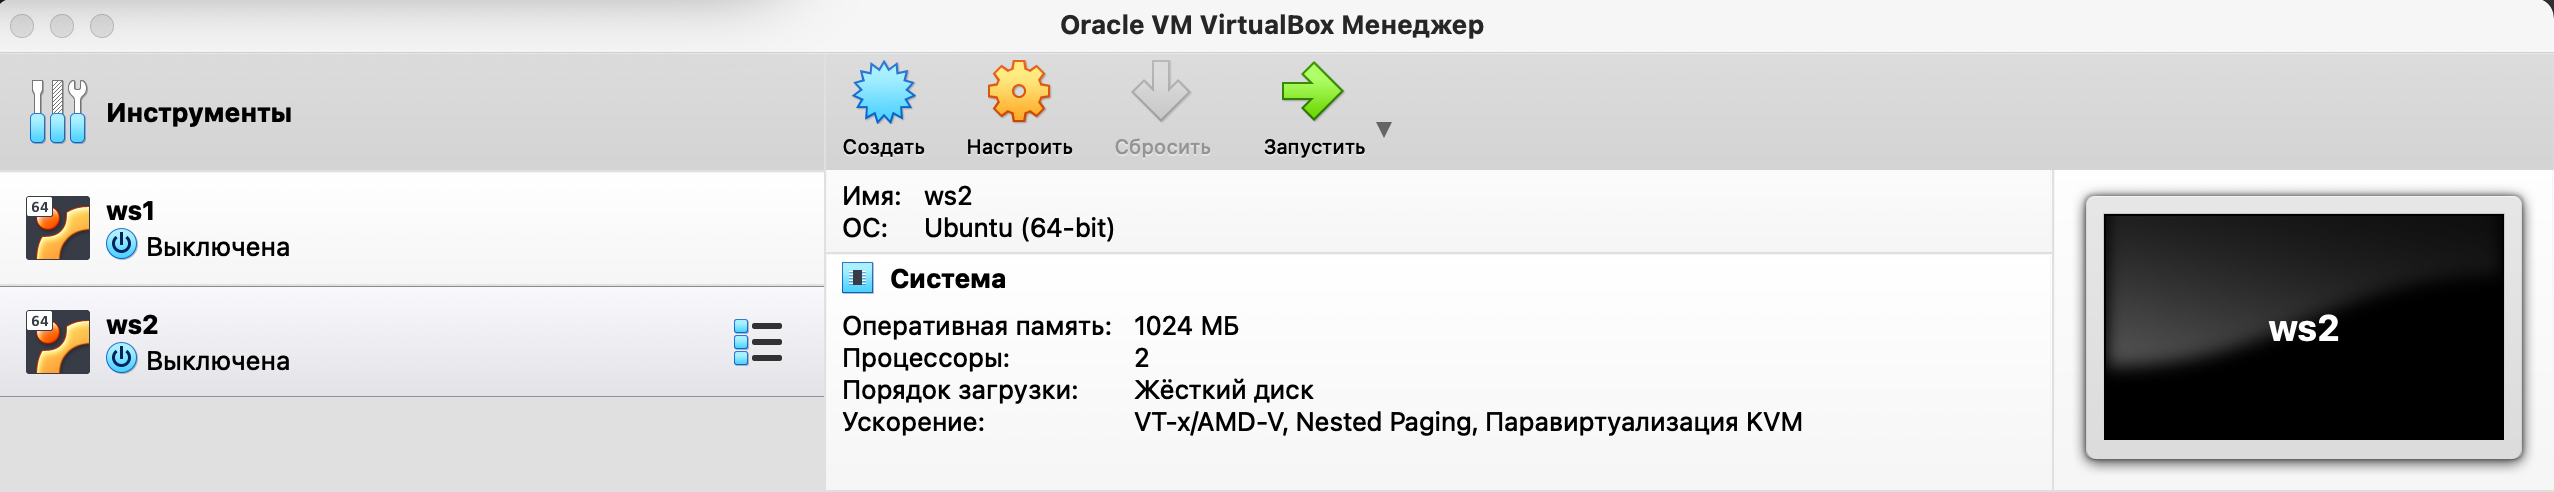 Oracle VM VirtualBox Менеджер
Инструменты
Создать
Настроить
Сбросить
Запустить
64
ws1
Выключена
64
ws2
Выключена
Имя: ws2
ОС: Ubuntu (64-bit)
Система
Оперативная память: 1024 МБ
Процессоры: 2
Порядок загрузки: Жёсткий диск
Ускорение: VT-x/AMD-V, Nested Paging, Паравиртуализация KVM
ws2